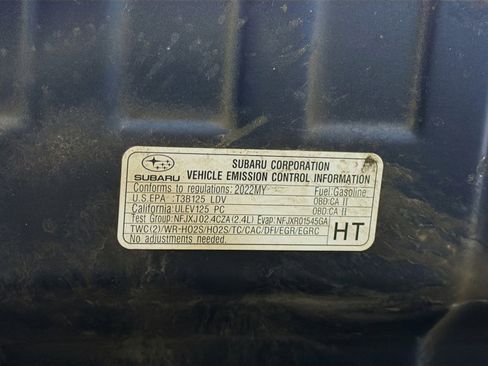 SUBARU CORPORATION
SUBARU VEHICLE EMISSION CONTROL INFORMATION
Conforms to regulations: 2022MY Fuel:Gasoline
U.S.EPA :T3B125 LDV OBD:CA II
California:ULEV125 PC OBD:CA II
Test Group:NFJXJ02.4CZA(2.4L) Evap:NFJXR01545GA
TWC(2)/WR-HO2S/HO2S/TC/CAC/DFI/EGR/EGRC
No adjustments needed.
HT